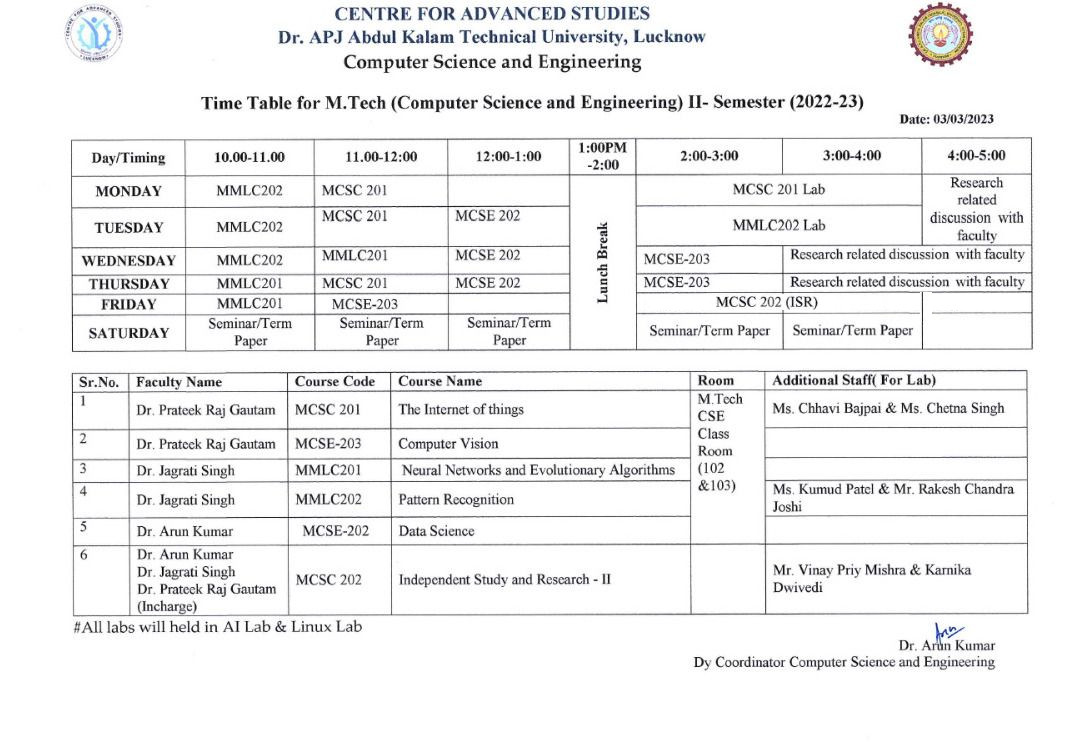 CENTRE FOR ADVANCED STUDIES
Dr. APJ Abdul Kalam Technical University, Lucknow
Computer Science and Engineering
Time Table for M.Tech (Computer Science and Engineering) II- Semester (2022-23)
Date: 03/03/2023
Day/Timing 10.00-11.00 11.00-12:00 12:00-1:00 1:00PM -2:00 2:00-3:00 3:00-4:00 4:00-5:00
MONDAY MMLC202 MCSC 201 MCSC 201 Lab Research related discussion with faculty
TUESDAY MMLC202 MCSC 201 MCSE 202 MMLC202 Lab
Lunch Break
WEDNESDAY MMLC202 MMLC201 MCSE 202 MCSE-203 Research related discussion with faculty
THURSDAY MMLC201 MCSC 201 MCSE 202 MCSE-203 Research related discussion with faculty
FRIDAY MMLC201 MCSE-203 MCSC 202 (ISR)
SATURDAY Seminar/Term Paper Seminar/Term Paper Seminar/Term Paper Seminar/Term Paper Seminar/Term Paper
Sr.No. Faculty Name Course Code Course Name Room Additional Staff( For Lab)
1 Dr. Prateek Raj Gautam MCSC 201 The Internet of things M.Tech CSE Class Room (102 &103) Ms. Chhavi Bajpai & Ms. Chetna Singh
2 Dr. Prateek Raj Gautam MCSE-203 Computer Vision
3 Dr. Jagrati Singh MMLC201 Neural Networks and Evolutionary Algorithms
4 Dr. Jagrati Singh MMLC202 Pattern Recognition Ms. Kumud Patel & Mr. Rakesh Chandra Joshi
5 Dr. Arun Kumar MCSE-202 Data Science
6 Dr. Arun Kumar
Dr. Jagrati Singh
Dr. Prateek Raj Gautam
(Incharge) MCSC 202 Independent Study and Research - II Mr. Vinay Priy Mishra & Karnika Dwivedi
#All labs will held in AI Lab & Linux Lab
Dr. Arun Kumar
Dy Coordinator Computer Science and Engineering